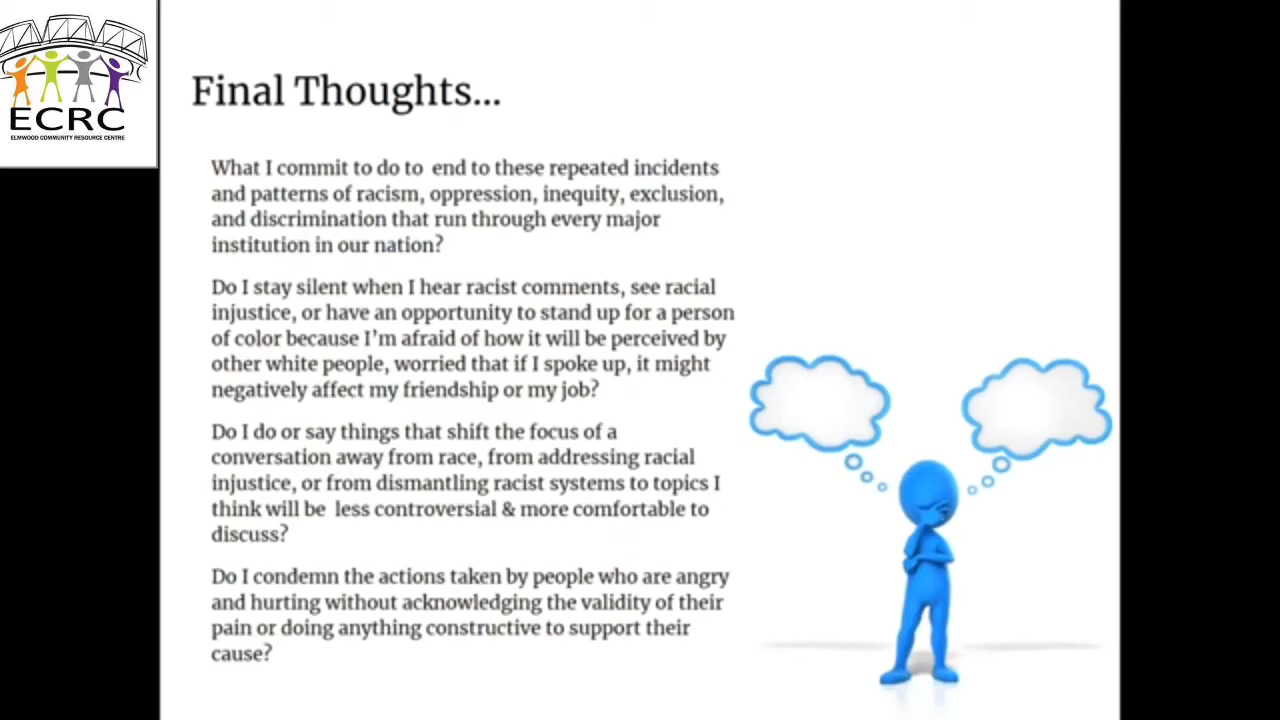 ECRC
ELMWOOD COMMUNITY RESOURCE CENTRE
Final Thoughts...
What I commit to do to end to these repeated incidents
and patterns of racism, oppression, inequity, exclusion,
and discrimination that run through every major
institution in our nation?
Do I stay silent when I hear racist comments, see racial
injustice, or have an opportunity to stand up for a person
of color because I'm afraid of how it will be perceived by
other white people, worried that if I spoke up, it might
negatively affect my friendship or my job?
Do I do or say things that shift the focus of a
conversation away from race, from addressing racial
injustice, or from dismantling racist systems to topics I
think will be less controversial & more comfortable to
discuss?
Do I condemn the actions taken by people who are angry
and hurting without acknowledging the validity of their
pain or doing anything constructive to support their
cause?